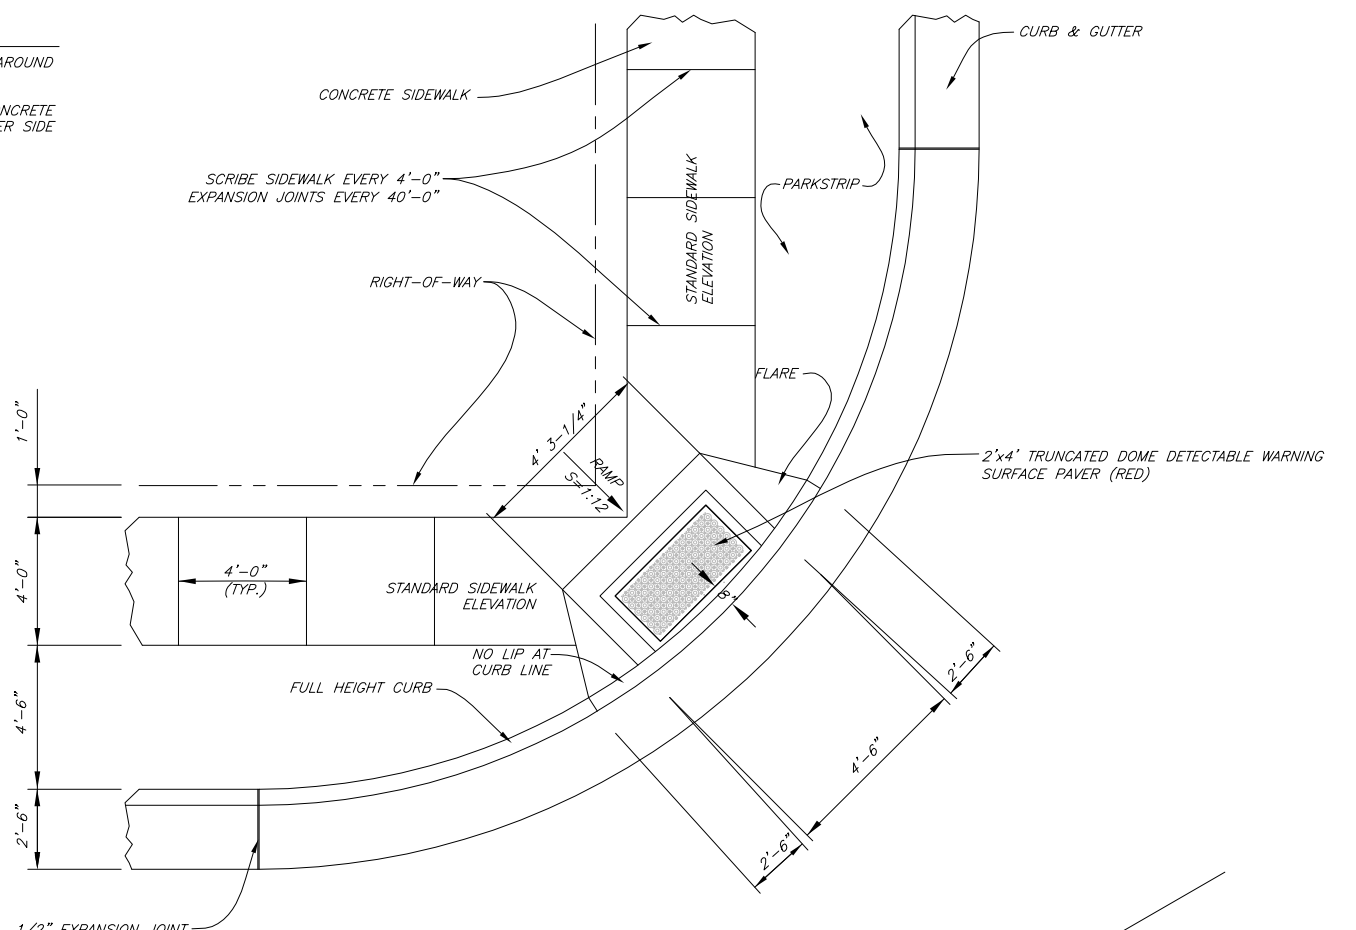 AROUND
NCRETE
ER SIDE
CURB & GUTTER
CONCRETE SIDEWALK
SCRIBE SIDEWALK EVERY 4'-0"
EXPANSION JOINTS EVERY 40'-0"
PARKSTRIP
STANDARD SIDEWALK
ELEVATION
RIGHT-OF-WAY
FLARE
1'-0"
4' 3-1/4"
RAMP
S=1:12
2'x4' TRUNCATED DOME DETECTABLE WARNING
SURFACE PAVER (RED)
4'-0"
4'-0"
(TYP.)
STANDARD SIDEWALK
ELEVATION
8"
NO LIP AT
CURB LINE
FULL HEIGHT CURB
4'-6"
2'-6"
4'-6"
2'-6"
2'-6"
1/2" EXPANSION JOINT